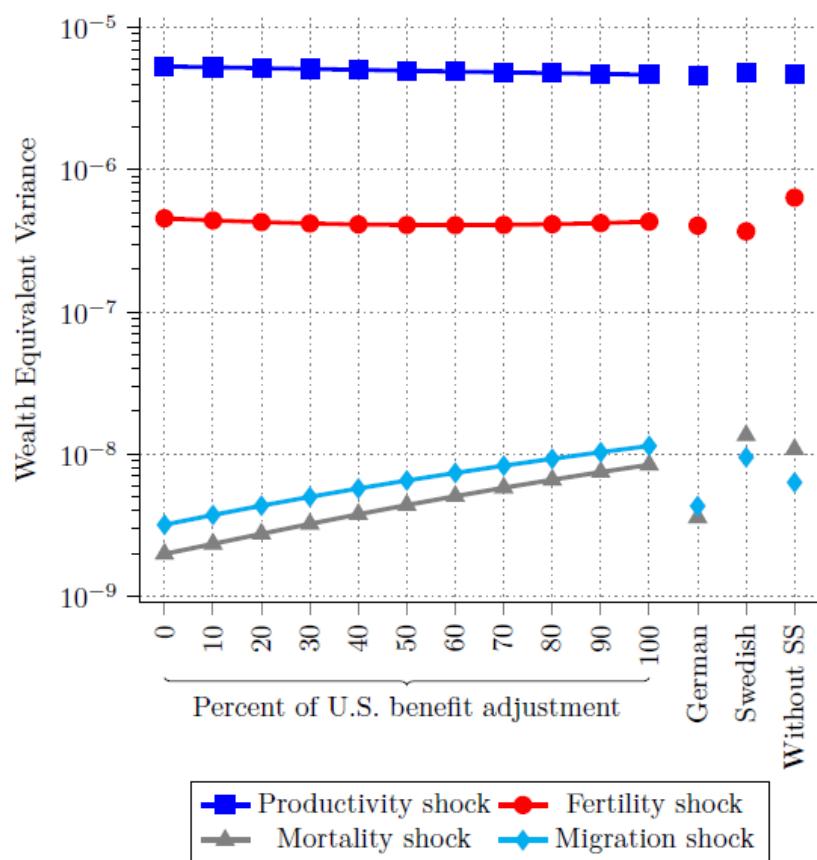 Wealth Equivalent Variance
10⁻⁵
10⁻⁶
10⁻⁷
10⁻⁸
10⁻⁹
0
10
20
30
40
50
60
70
80
90
100
German
Swedish
Without SS
Percent of U.S. benefit adjustment
Productivity shock
Fertility shock
Mortality shock
Migration shock